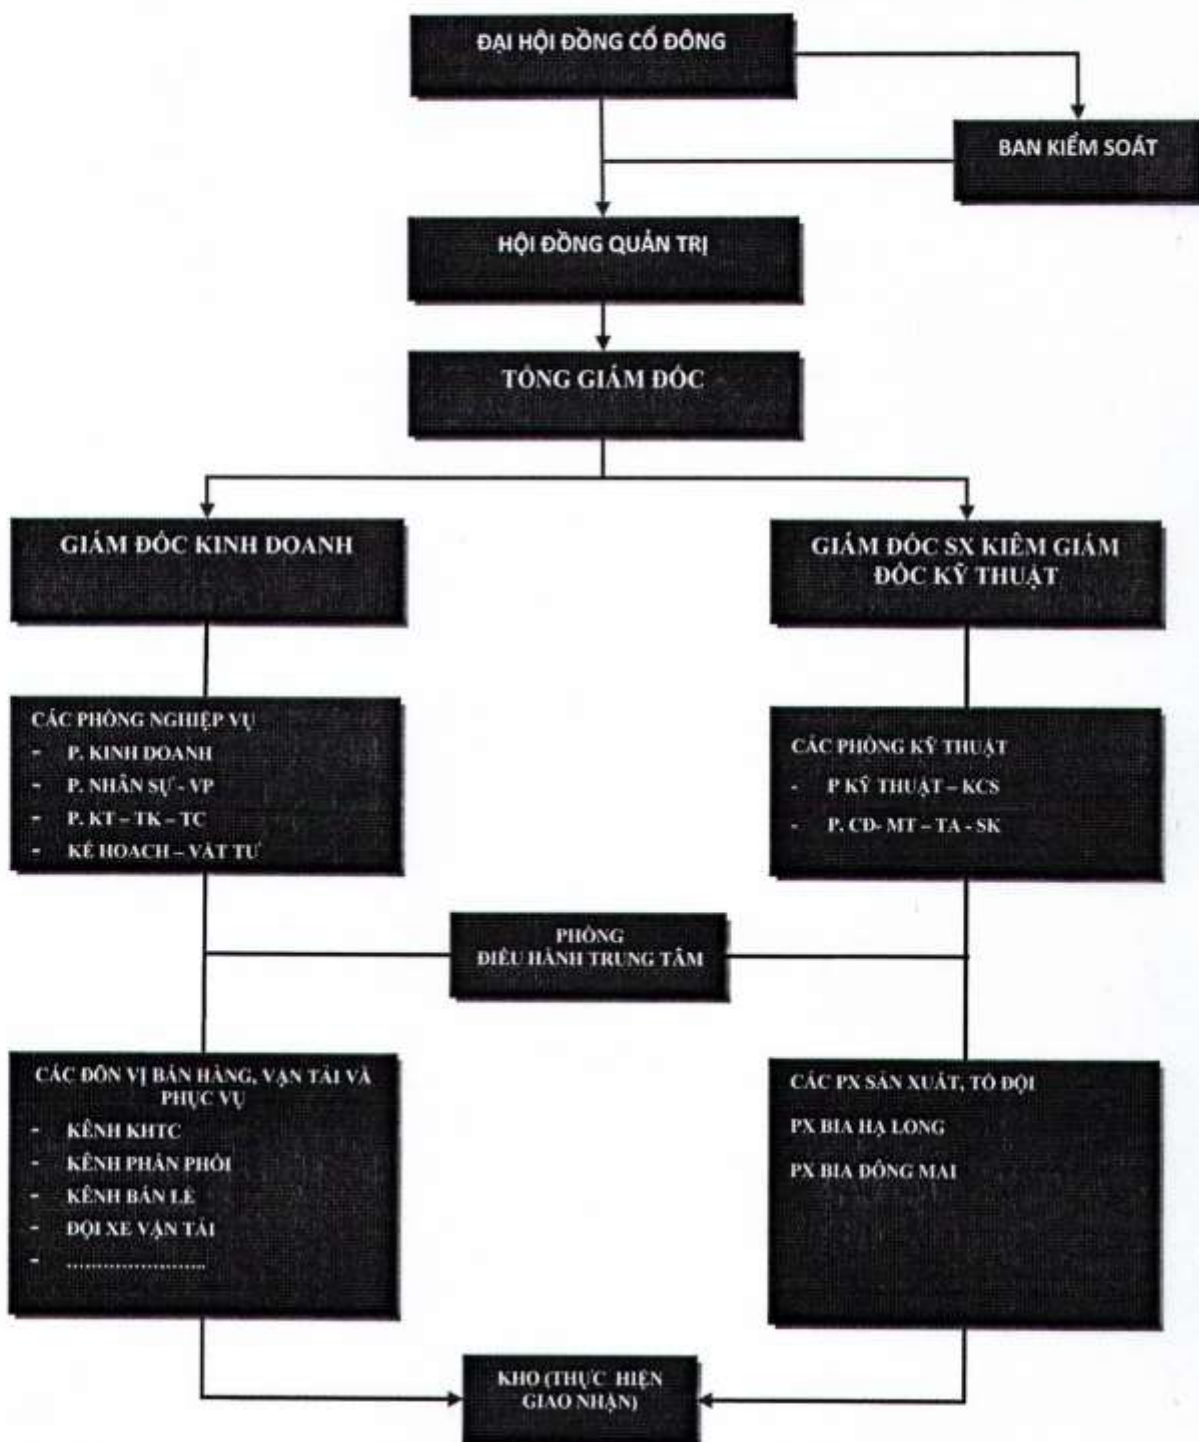 ĐẠI HỘI ĐỒNG CỔ ĐÔNG
BAN KIỂM SOÁT
HỘI ĐỒNG QUẢN TRỊ
TỔNG GIÁM ĐỐC
GIÁM ĐỐC KINH DOANH
GIÁM ĐỐC SX KIÊM GIÁM
ĐỐC KỸ THUẬT
CÁC PHÒNG NGHIỆP VỤ
- P. KINH DOANH
- P. NHÂN SỰ - VP
- P. KT – TK – TC
- KẾ HOẠCH – VẬT TƯ
CÁC PHÒNG KỸ THUẬT
- P KỸ THUẬT – KCS
- P. CĐ- MT – TA - SK
PHÒNG
ĐIỀU HÀNH TRUNG TÂM
CÁC ĐƠN VỊ BÁN HÀNG, VẬN TẢI VÀ
PHỤC VỤ
- KÊNH KHTC
- KÊNH PHÂN PHỐI
- KÊNH BÁN LẺ
- ĐỘI XE VẬN TẢI
- ........................
CÁC PX SẢN XUẤT, TỔ ĐỘI
PX BIA HẠ LONG
PX BIA ĐÔNG MAI
KHO (THỰC HIỆN
GIAO NHẬN)